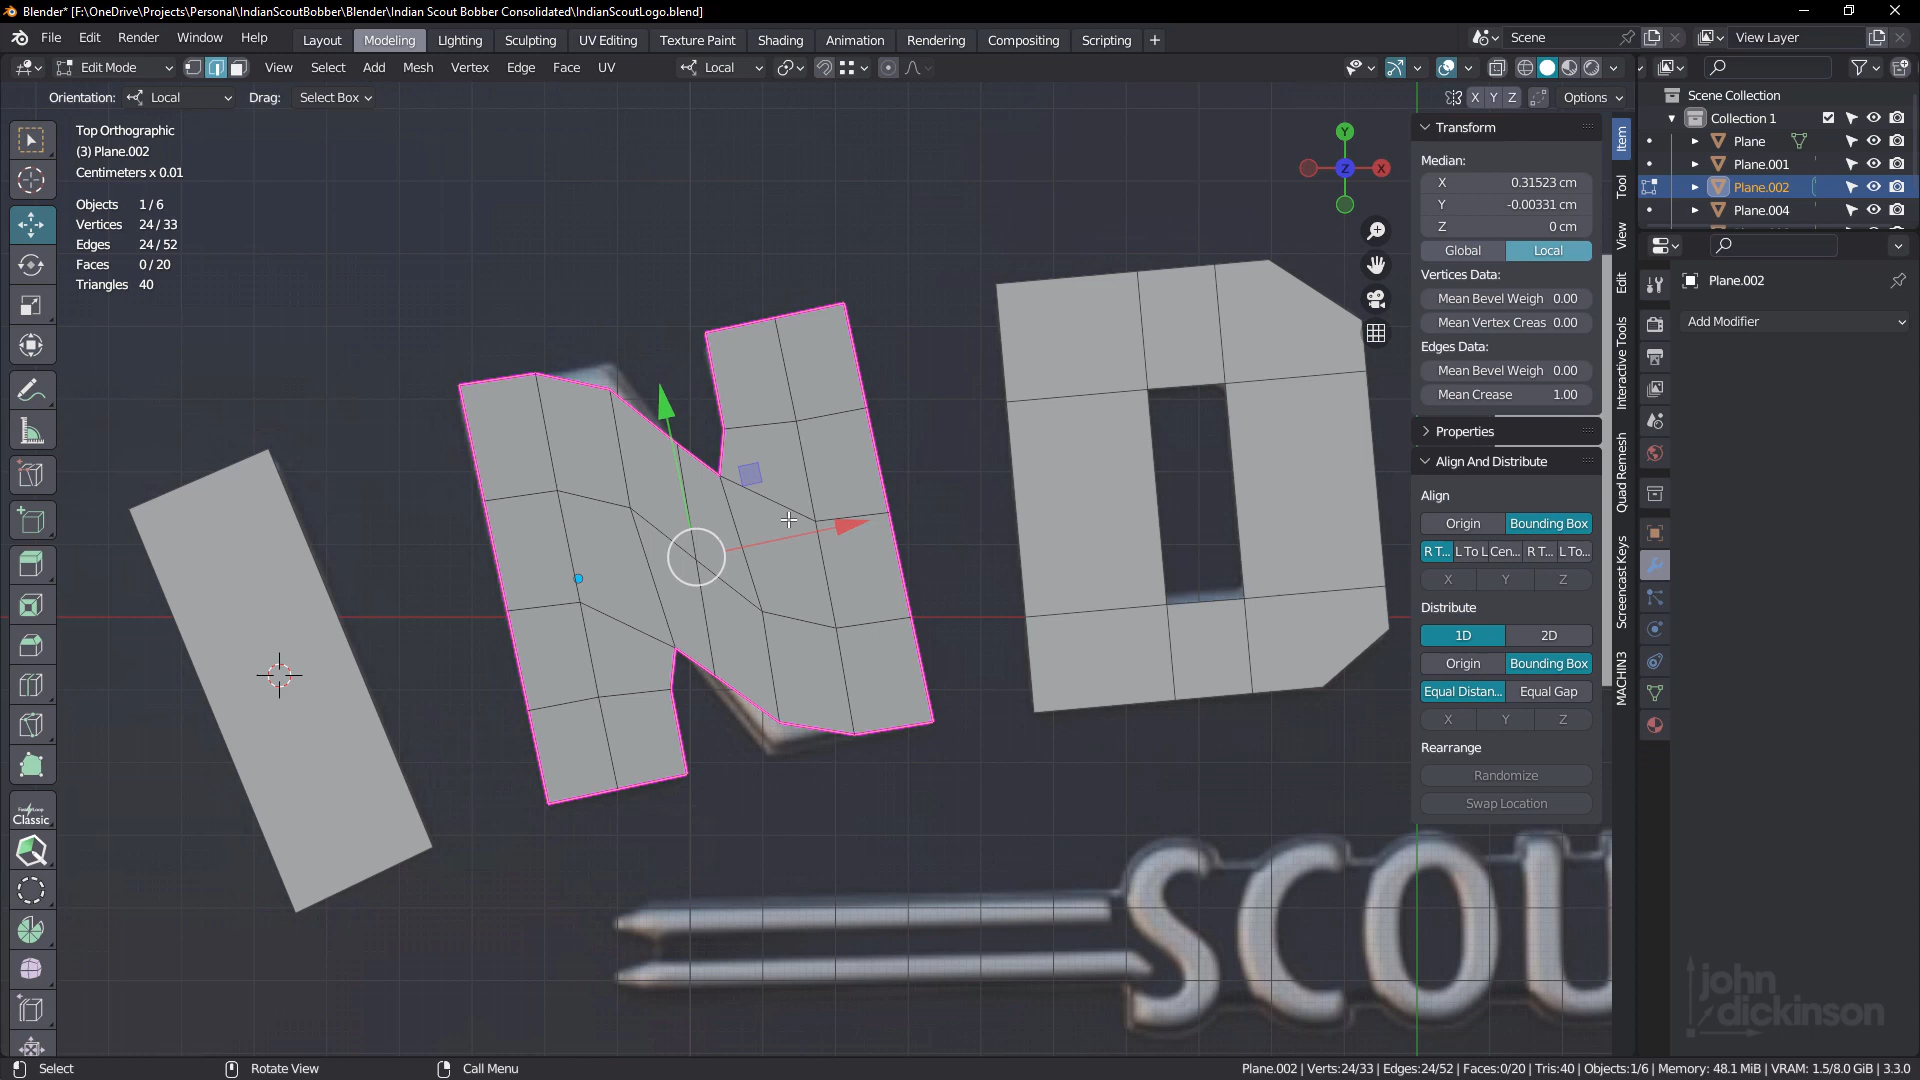 Blender* [F:\OneDrive\Projects\Personal\IndianScoutBobber\Blender\Indian Scout Bobber Consolidated\IndianScoutLogo.blend]
File Edit Render Window Help
Layout Modeling LIghting Sculpting UV Editing Texture Paint Shading Animation Rendering Compositing Scripting +
Scene
View Layer
Edit Mode
View Select Add Mesh Vertex Edge Face UV
Local
Orientation: Local Drag: Select Box
X Y Z Options
Top Orthographic
(3) Plane.002
Centimeters x 0.01
Objects 1/6
Vertices 24/33
Edges 24/52
Faces 0/20
Triangles 40
Classic
Y
Z X
SCOU
Transform
Median:
X 0.31523 cm
Y -0.00331 cm
Z 0 cm
Global Local
Vertices Data:
Mean Bevel Weigh 0.00
Mean Vertex Creas 0.00
Edges Data:
Mean Bevel Weigh 0.00
Mean Crease 1.00
Properties
Align And Distribute
Align
Origin Bounding Box
R T... L To L Cen... R T... L To...
X Y Z
Distribute
1D 2D
Origin Bounding Box
Equal Distan... Equal Gap
X Y Z
Rearrange
Randomize
Swap Location
Item
Tool
View
Edit
Interactive Tools
Quad Remesh
Screencast Keys
MACHIN3
Scene Collection
Collection 1
Plane
Plane.001
Plane.002
Plane.004
Plane.002
Add Modifier
john
dickinson
Select
Rotate View
Call Menu
Plane.002 | Verts:24/33 | Edges:24/52 | Faces:0/20 | Tris:40 | Objects:1/6 | Memory: 48.1 MiB | VRAM: 1.5/8.0 GiB | 3.3.0